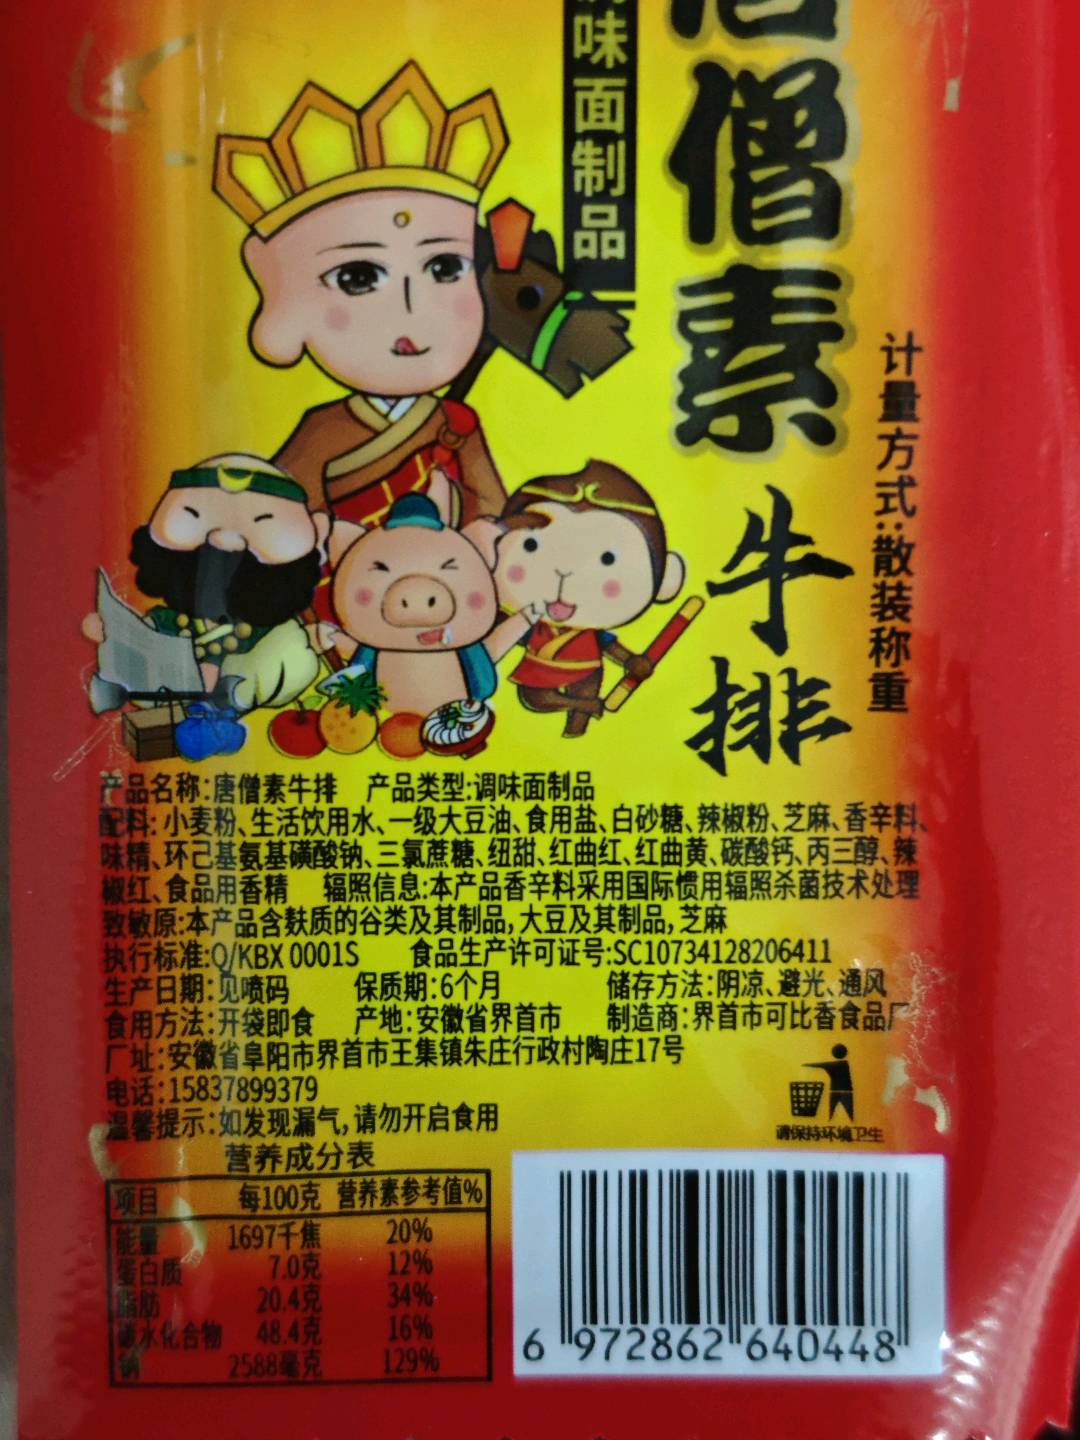 味面制品
僧素
牛排
计量方式:散装称重
产品名称:唐僧素牛排 产品类型:调味面制品
配料:小麦粉、生活饮用水、一级大豆油、食用盐、白砂糖、辣椒粉、芝麻、香辛料、
味精、环己基氨基磺酸钠、三氯蔗糖、纽甜、红曲红、红曲黄、碳酸钙、丙三醇、辣
椒红、食品用香精 辐照信息:本产品香辛料采用国际惯用辐照杀菌技术处理
致敏原:本产品含麸质的谷类及其制品,大豆及其制品,芝麻
执行标准:Q/KBX 0001S 食品生产许可证号:SC10734128206411
生产日期:见喷码 保质期:6个月 储存方法:阴凉、避光、通风
食用方法:开袋即食 产地:安徽省界首市 制造商:界首市可比香食品厂
厂址:安徽省阜阳市界首市王集镇朱庄行政村陶庄17号
电话:15837899379
温馨提示:如发现漏气,请勿开启食用
请保持环境卫生
营养成分表
项目 每100克 营养素参考值%
能量 1697千焦 20%
蛋白质 7.0克 12%
脂肪 20.4克 34%
碳水化合物 48.4克 16%
钠 2588毫克 129%
6 972862 640448